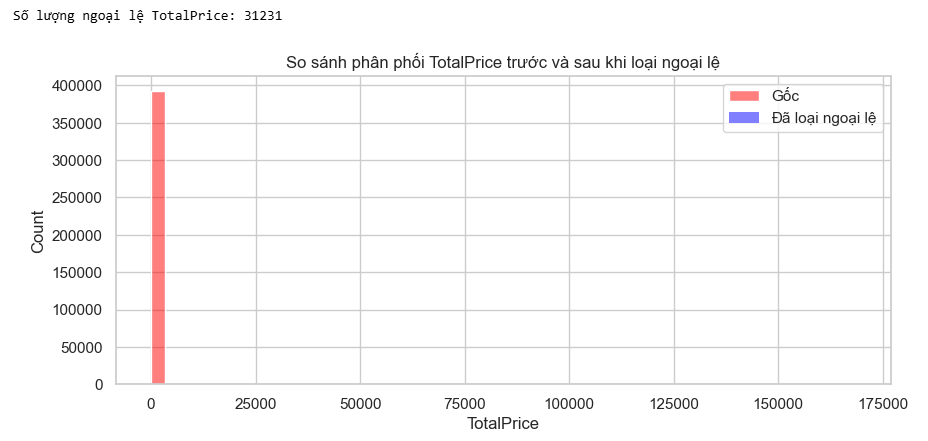 Số lượng ngoại lệ TotalPrice: 31231
So sánh phân phối TotalPrice trước và sau khi loại ngoại lệ
400000
350000
300000
250000
200000
150000
100000
50000
0
Count
Gốc
Đã loại ngoại lệ
0 25000 50000 75000 100000 125000 150000 175000
TotalPrice